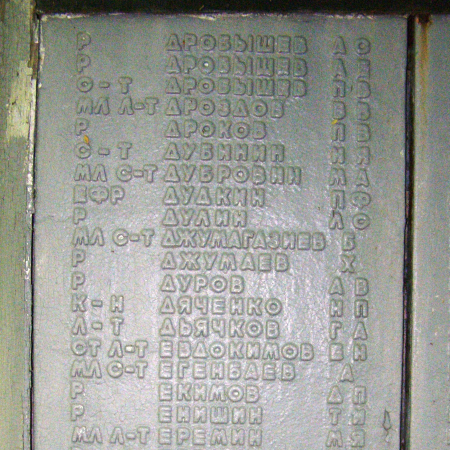 Р ДРОБЫШЕВ А С
Р ДРОБЫШЕВ А Е
С-Т ДРОБЫШЕВ П В
МЛ Л-Т ДРОЗДОВ В В
Р ДРОКОВ П В
С-Т ДУБИНИН И Я
МЛ С-Т ДУБРОВИН М А
ЕФР ДУДКИН П Ф
Р ДУЛИН Л С
МЛ С-Т ДЖУМАГАЗИЕВ Б
Р ДЖУМАЕВ Х
Р ДУРОВ А В
К-Н ДЯЧЕНКО Н П
Л-Т ДЬЯЧКОВ Г А
СТ Л-Т ЕВДОКИМОВ Е Н
МЛ С-Т ЕГЕНБАЕВ А
Р ЕКИМОВ Д П
Р ЕНИШИН Т И
МЛ Л-Т ЕРЕМИН М Я